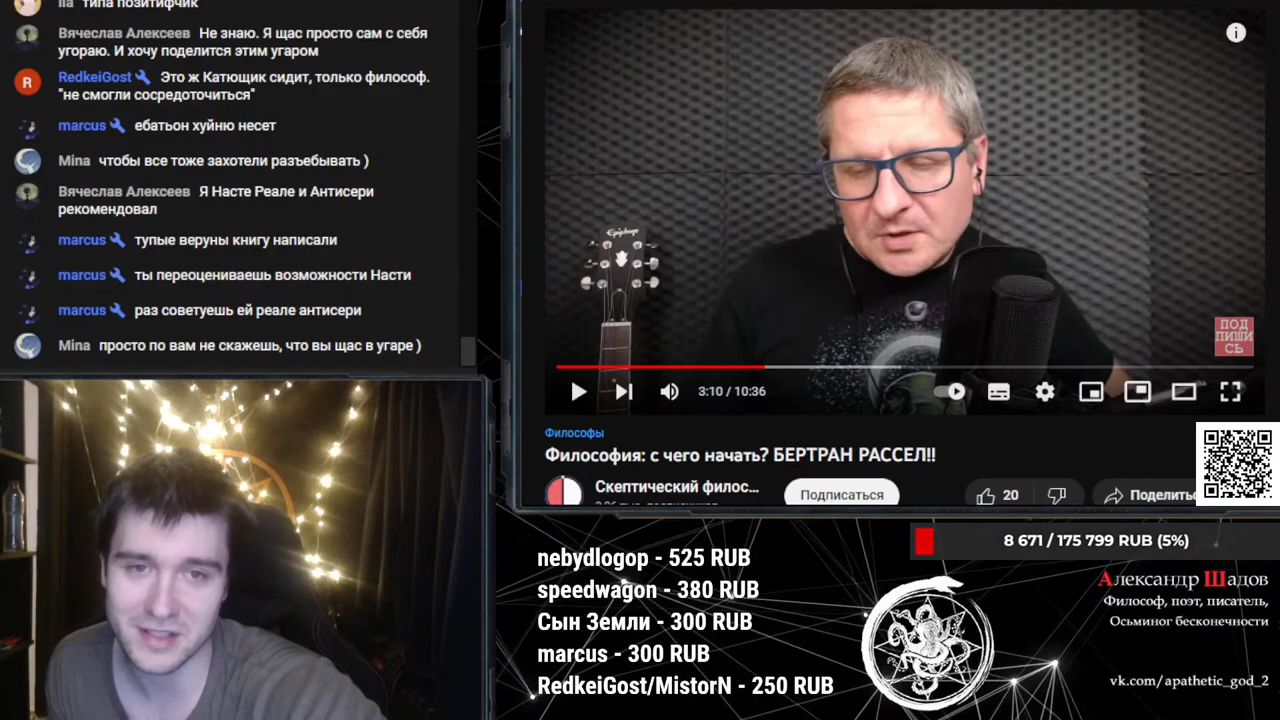 ila типа позитифчик
Вячеслав Алексеев Не знаю. Я щас просто сам с себя
угораю. И хочу поделится этим угаром
RedkeiGost Это ж Катющик сидит, только философ.
"не смогли сосредоточиться"
marcus ебатьон хуйню несет
Mina чтобы все тоже захотели разъебывать )
Вячеслав Алексеев Я Насте Реале и Антисери
рекомендовал
marcus тупые веруны книгу написали
marcus ты переоцениваешь возможности Насти
marcus раз советуешь ей реале антисери
Mina просто по вам не скажешь, что вы щас в угаре )
R
Epiphone
ПОД
ПИШИ
СЬ
3:10 / 10:36
Философы
Философия: с чего начать? БЕРТРАН РАССЕЛ!!
Скептический филос...
Подписаться
20
Поделить
8 671 / 175 799 RUB (5%)
nebydlogop - 525 RUB
speedwagon - 380 RUB
Сын Земли - 300 RUB
marcus - 300 RUB
RedkeiGost/MistorN - 250 RUB
Александр Шадов
Философ, поэт, писатель,
Осьминог бесконечности
vk.com/apathetic_god_2